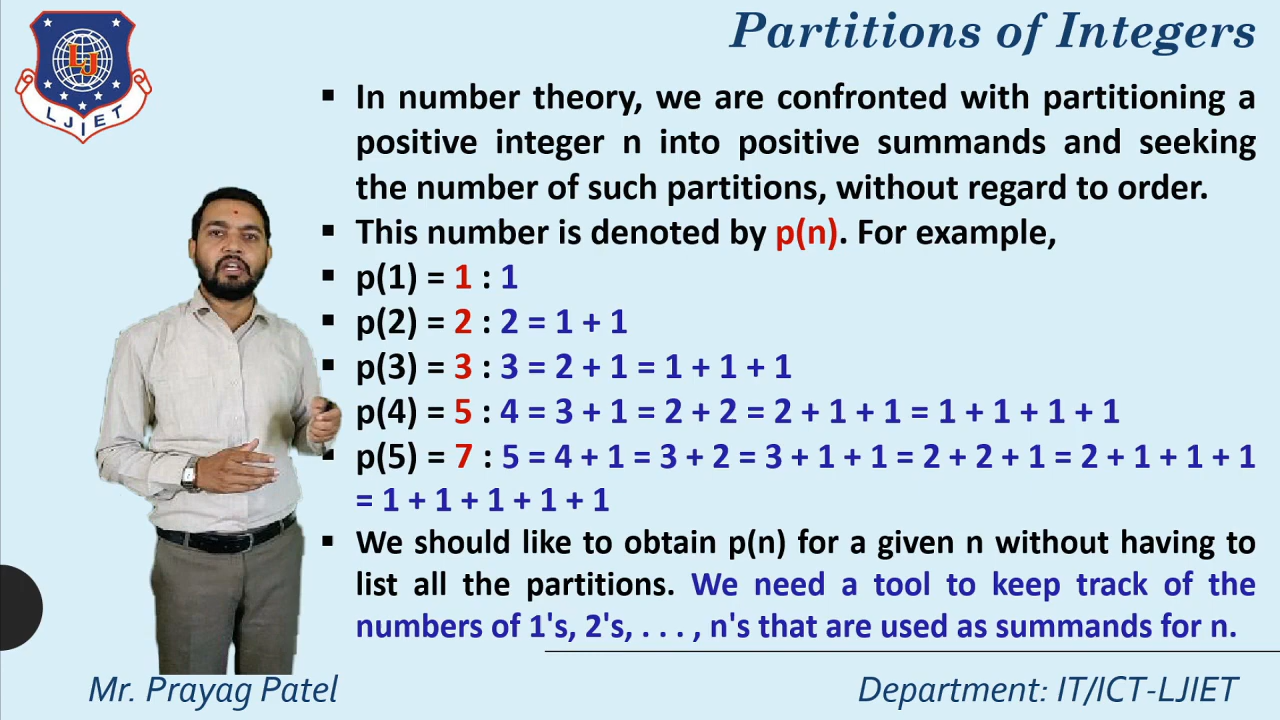 Partitions of Integers
LJ
LJIET
▪ In number theory, we are confronted with partitioning a
positive integer n into positive summands and seeking
the number of such partitions, without regard to order.
▪ This number is denoted by p(n). For example,
▪ p(1) = 1 : 1
▪ p(2) = 2 : 2 = 1 + 1
▪ p(3) = 3 : 3 = 2 + 1 = 1 + 1 + 1
p(4) = 5 : 4 = 3 + 1 = 2 + 2 = 2 + 1 + 1 = 1 + 1 + 1 + 1
▪ p(5) = 7 : 5 = 4 + 1 = 3 + 2 = 3 + 1 + 1 = 2 + 2 + 1 = 2 + 1 + 1 + 1
= 1 + 1 + 1 + 1 + 1
▪ We should like to obtain p(n) for a given n without having to
list all the partitions. We need a tool to keep track of the
numbers of 1's, 2's, . . . , n's that are used as summands for n.
Mr. Prayag Patel
Department: IT/ICT-LJIET